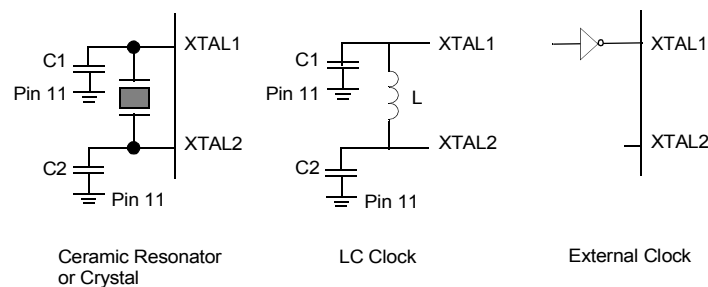 C1
XTAL1
Pin 11
C2
XTAL2
Pin 11
Ceramic Resonator
or Crystal
C1
XTAL1
Pin 11
L
C2
XTAL2
Pin 11
LC Clock
XTAL1
XTAL2
External Clock